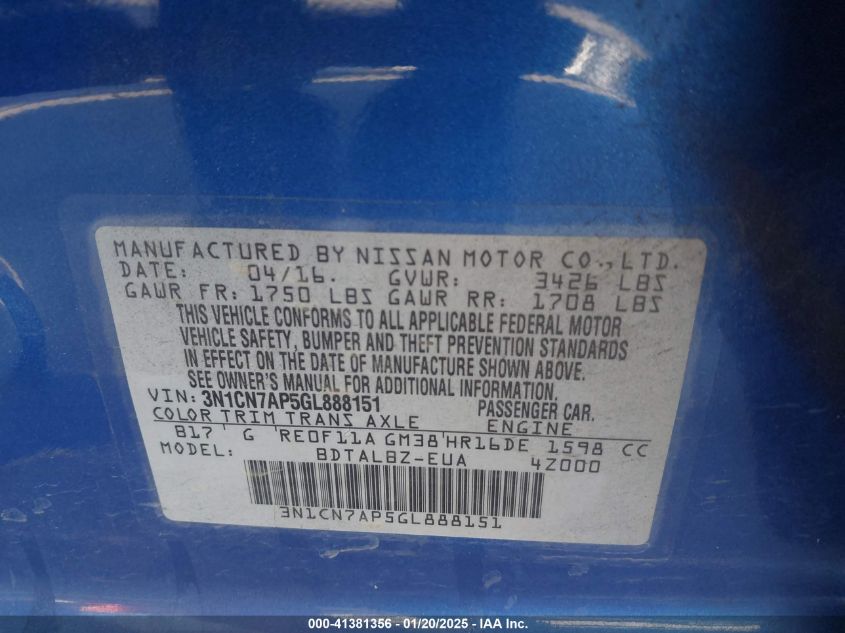 MANUFACTURED BY NISSAN MOTOR CO., LTD.
DATE: 04/16. GVWR: 3426 LBS
GAWR FR: 1750 LBS GAWR RR: 1708 LBS
THIS VEHICLE CONFORMS TO ALL APPLICABLE FEDERAL MOTOR
VEHICLE SAFETY, BUMPER AND THEFT PREVENTION STANDARDS
IN EFFECT ON THE DATE OF MANUFACTURE SHOWN ABOVE.
SEE OWNER'S MANUAL FOR ADDITIONAL INFORMATION.
VIN: 3N1CN7AP5GL888151 PASSENGER CAR.
COLOR TRIM TRANS AXLE ENGINE
B17 G RE0F11A GM38 HR16DE 1598 CC
MODEL: BDTALBZ-EUA 4Z000
3N1CN7AP5GL888151
000-41381356 | 01/20/2025 - IAA Inc.